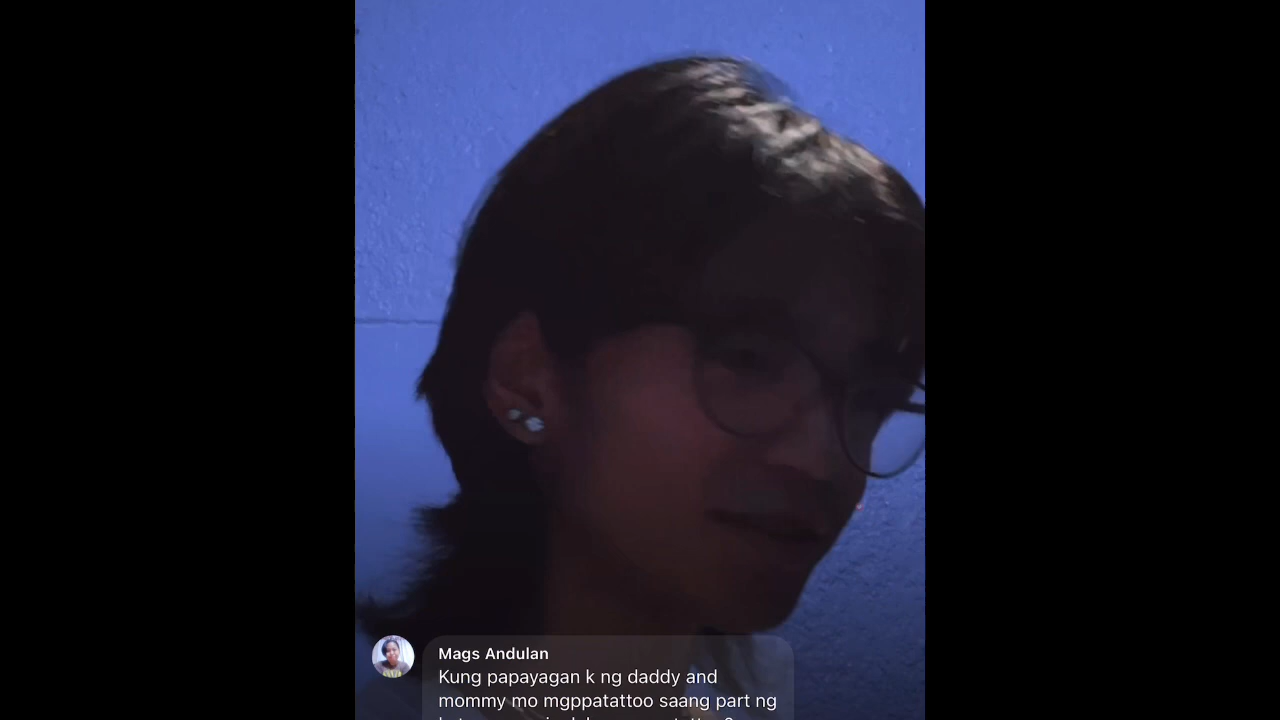 Mags Andulan
Kung papayagan k ng daddy and
mommy mo mgppatattoo saang part ng